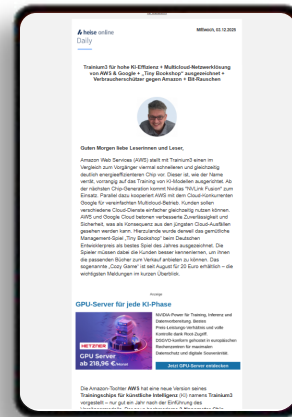 heise online
Daily
Mittwoch, 03.12.2025
Trainium3 für hohe KI-Effizienz + Multicloud-Netzwerklösung
von AWS & Google + „Tiny Bookshop“ ausgezeichnet +
Verbraucherschützer gegen Amazon + Bit-Rauschen
Guten Morgen liebe Leserinnen und Leser,
Amazon Web Services (AWS) stellt mit Trainium3 einen im
Vergleich zum Vorgänger viermal schnelleren und gleichzeitig
deutlich energieeffizienteren Chip vor. Dieser ist, wie der Name
verrät, vorrangig auf das Training von KI-Modellen ausgerichtet. Ab
der nächsten Chip-Generation kommt Nvidias "NVLink Fusion" zum
Einsatz. Parallel dazu kooperiert AWS mit dem Cloud-Konkurrenten
Google für vereinfachten Multicloud-Betrieb. Kunden sollen
verschiedene Cloud-Dienste einfacher gleichzeitig nutzen können.
AWS und Google Cloud betonen verbesserte Zuverlässigkeit und
Sicherheit, was als Konsequenz aus den jüngsten Cloud-Ausfällen
gesehen werden kann. Hierzulande wurde derweil das gemütliche
Management-Spiel „Tiny Bookshop“ beim Deutschen
Entwicklerpreis als bestes Spiel des Jahres ausgezeichnet. Die
Spieler müssen dabei die Kunden besser kennenlernen, um ihnen
die passenden Bücher zum Verkauf anbieten zu können. Das
sogenannte „Cozy Game“ ist seit August für 20 Euro erhältlich – die
wichtigsten Meldungen im kurzen Überblick.
Anzeige
GPU-Server für jede KI-Phase
HETZNER
GPU Server
ab 218,96 €/monat
NVIDIA-Power für Training, Inferenz und
Datenvorbereitung. Bestes
Preis-Leistungs-Verhältnis und volle
Kontrolle dank Root-Zugriff.
DSGVO-konform gehostet in europäischen
Rechenzentren für maximalen
Datenschutz und digitale Souveränität
Jetzt GPU-Server entdecken
Die Amazon-Tochter AWS hat eine neue Version seines
Trainingschips für künstliche Intelligenz (KI) namens Trainium3
vorgestellt – nur gut ein Jahr nach der Einführung des